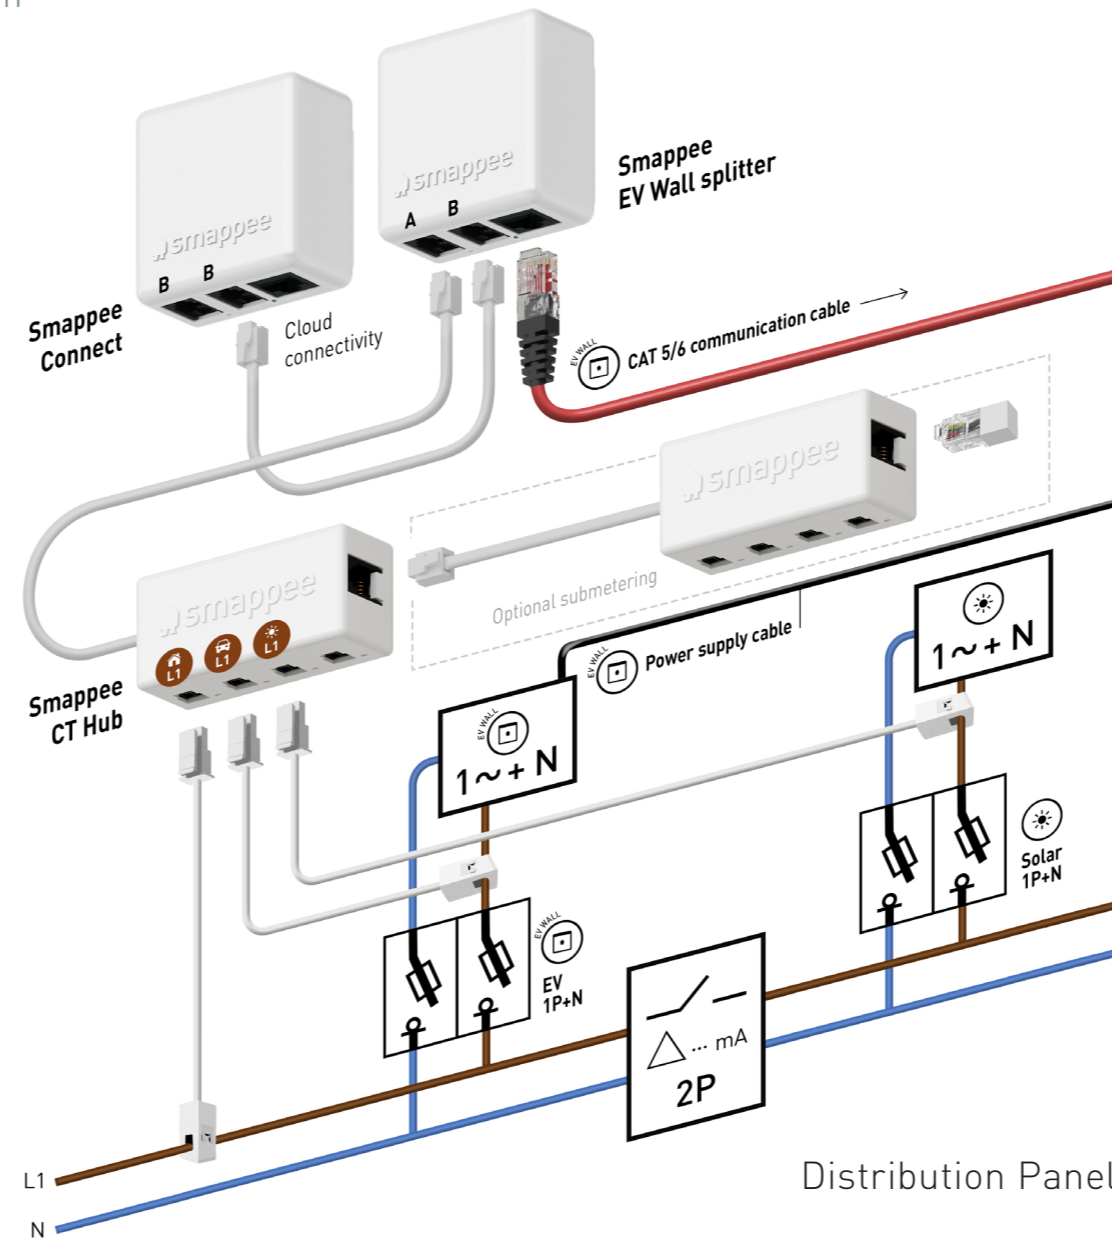 smappee
A B
Smappee
EV Wall splitter
smappee
B B
Smappee
Connect
Cloud
connectivity
EV WALL
CAT 5/6 communication cable
smappee
Optional submetering
smappee
L1
L1
L1
Smappee
CT Hub
EV WALL
Power supply cable
1~+ N
EV WALL
1~+ N
Solar
1P+N
EV WALL
EV
1P+N
... mA
2P
L1
N
Distribution Panel